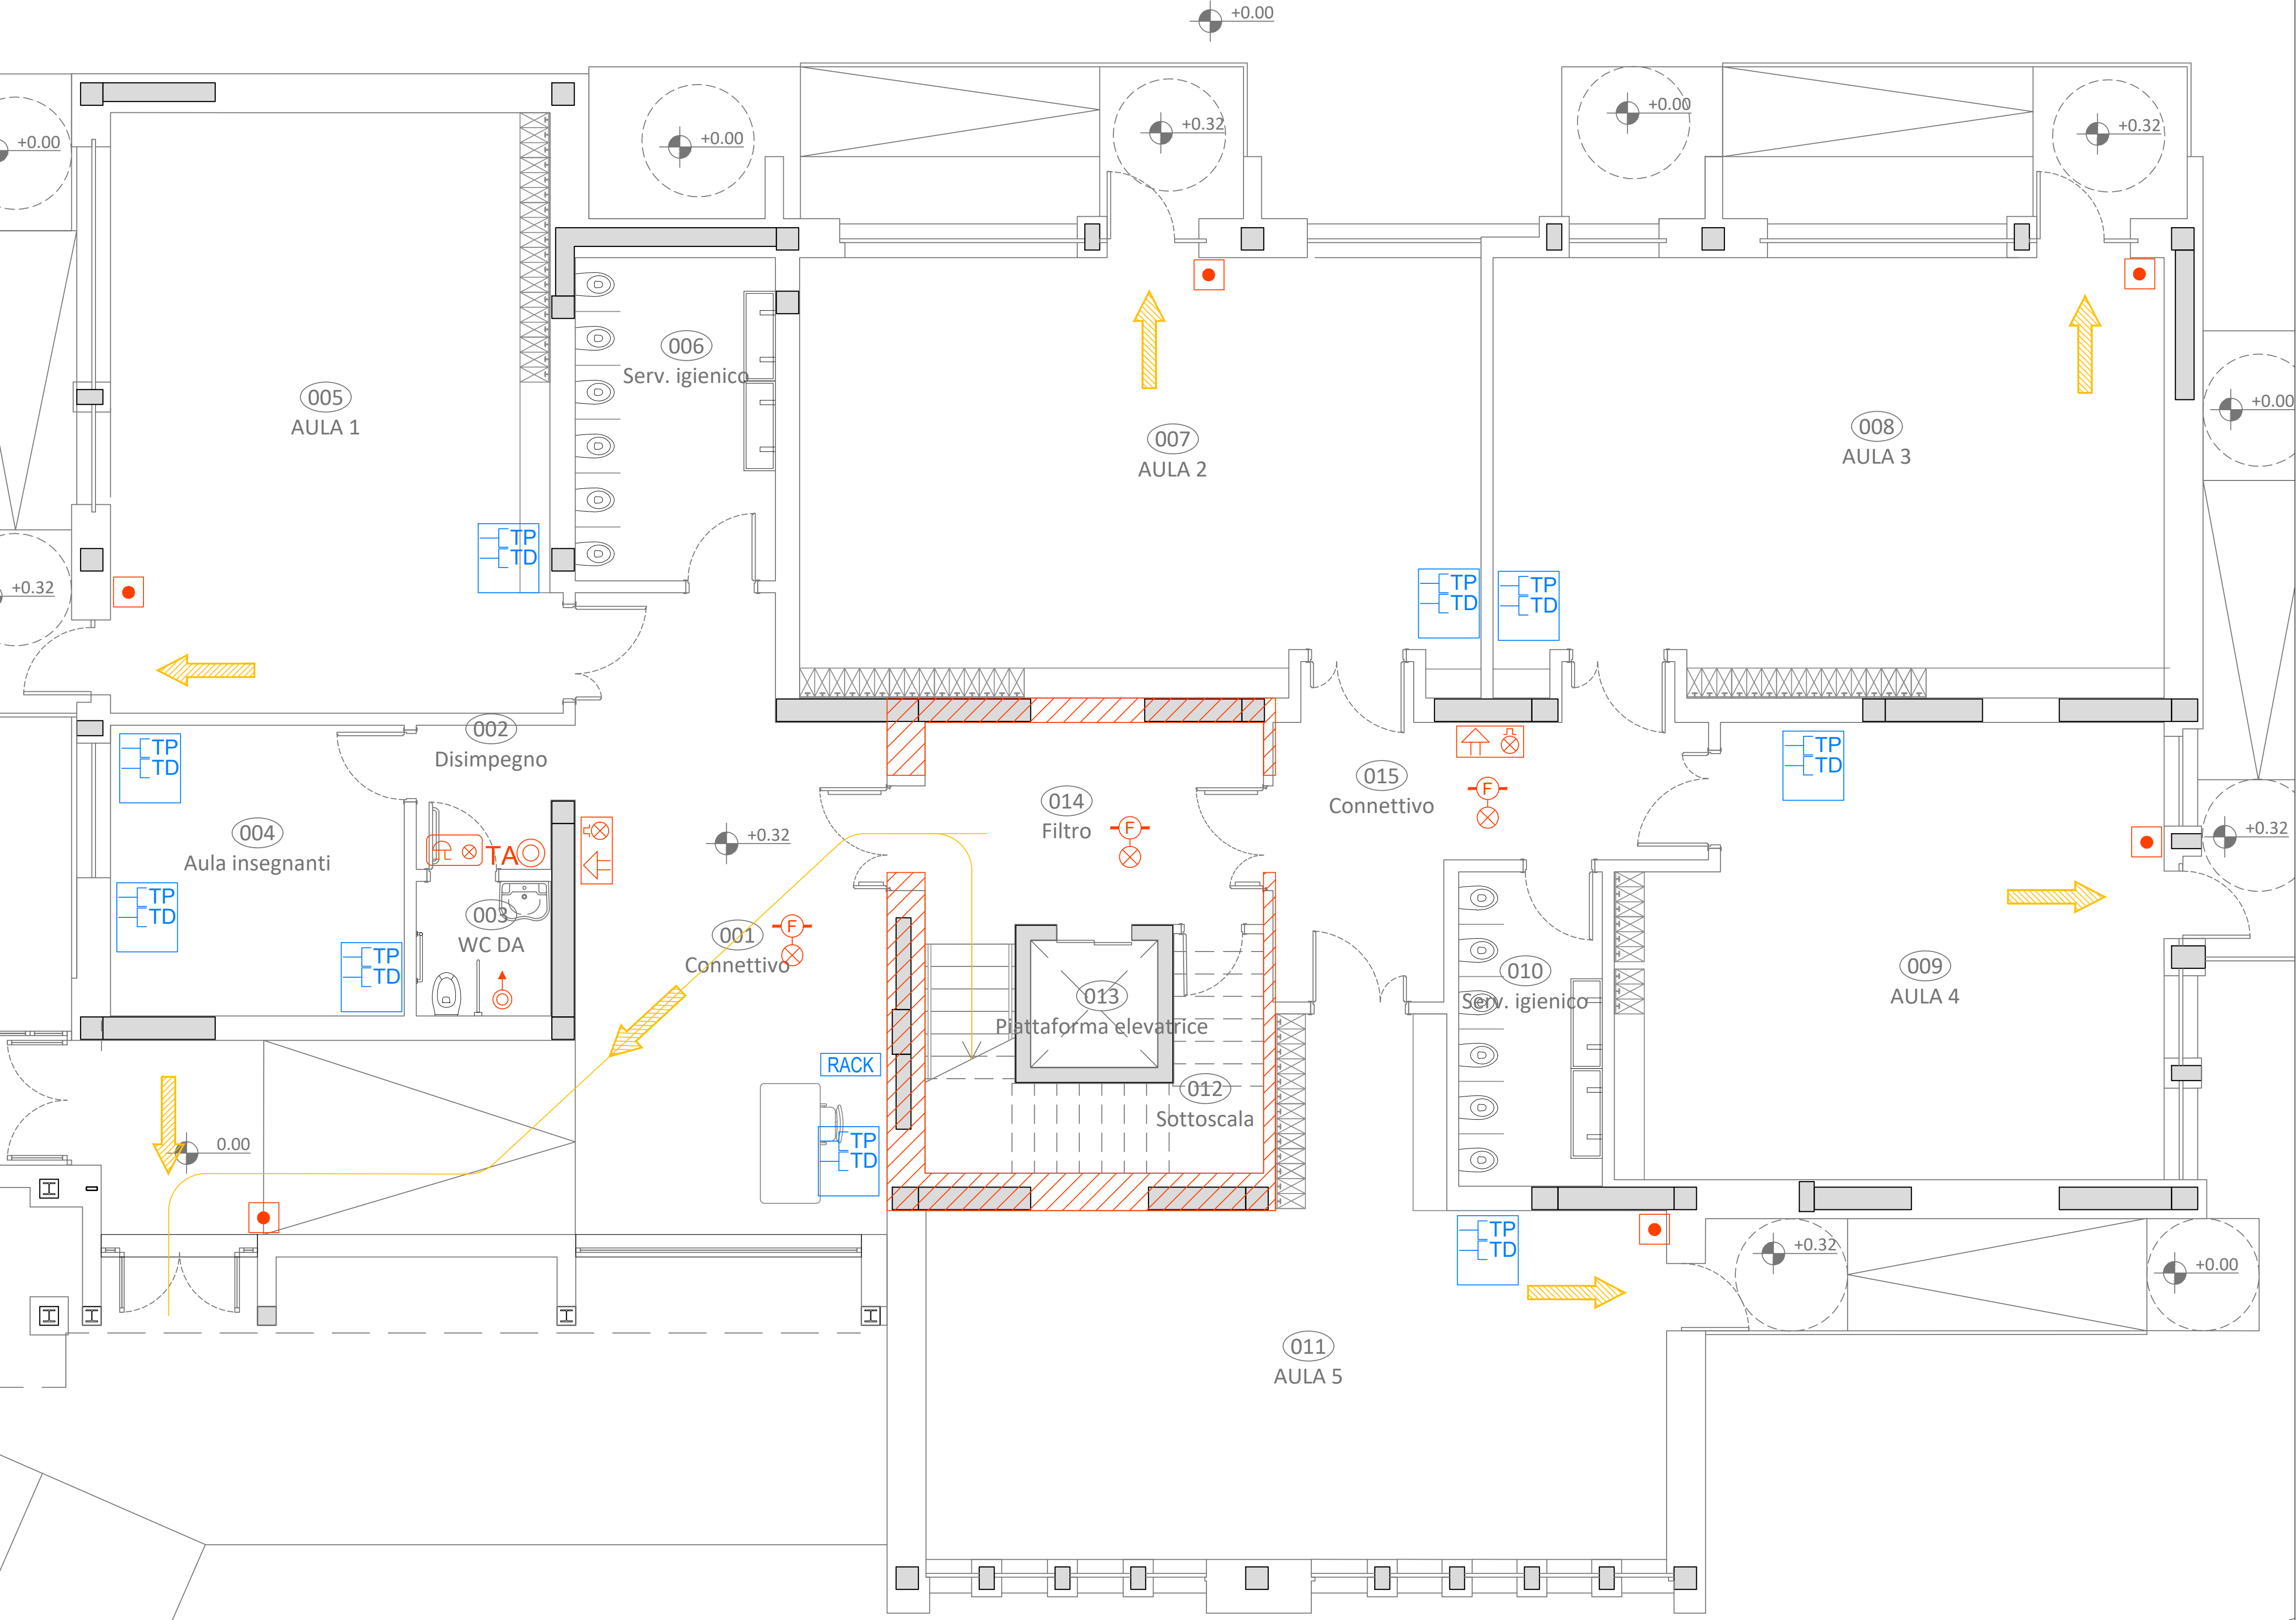 +0.00
+0.00
+0.00
+0.32
+0.00
+0.32
006
Serv. igienico
005
AULA 1
007
AULA 2
008
AULA 3
+0.00
TP
TD
TP
TD
TP
TD
+0.32
002
Disimpegno
TP
TD
TP
TD
015
Connettivo
014
Filtro
F
F
004
Aula insegnanti
+0.32
+0.32
TA
TP
TD
003
WC DA
001
Connettivo
F
TP
TD
013
Piattaforma elevatrice
010
Serv. igienico
009
AULA 4
RACK
012
Sottoscala
0.00
TP
TD
TP
TD
+0.32
+0.00
011
AULA 5